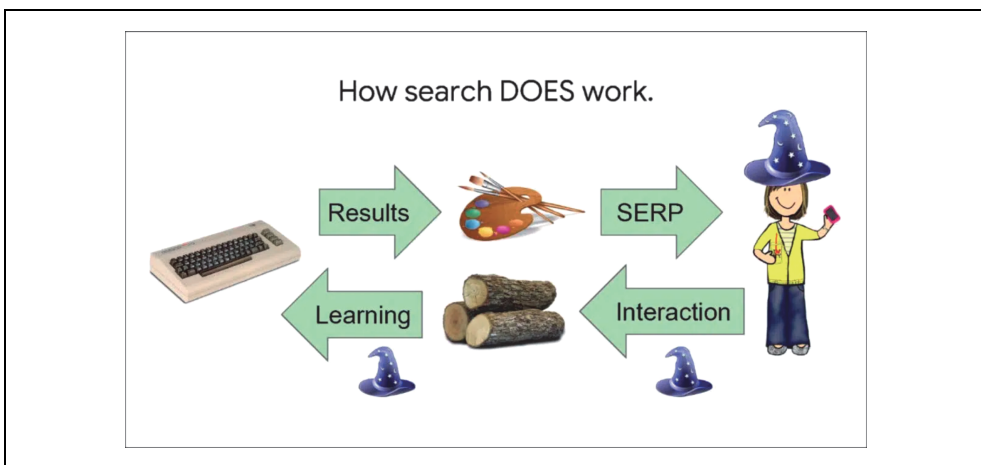 How search DOES work.
Results
SERP
Learning
Interaction